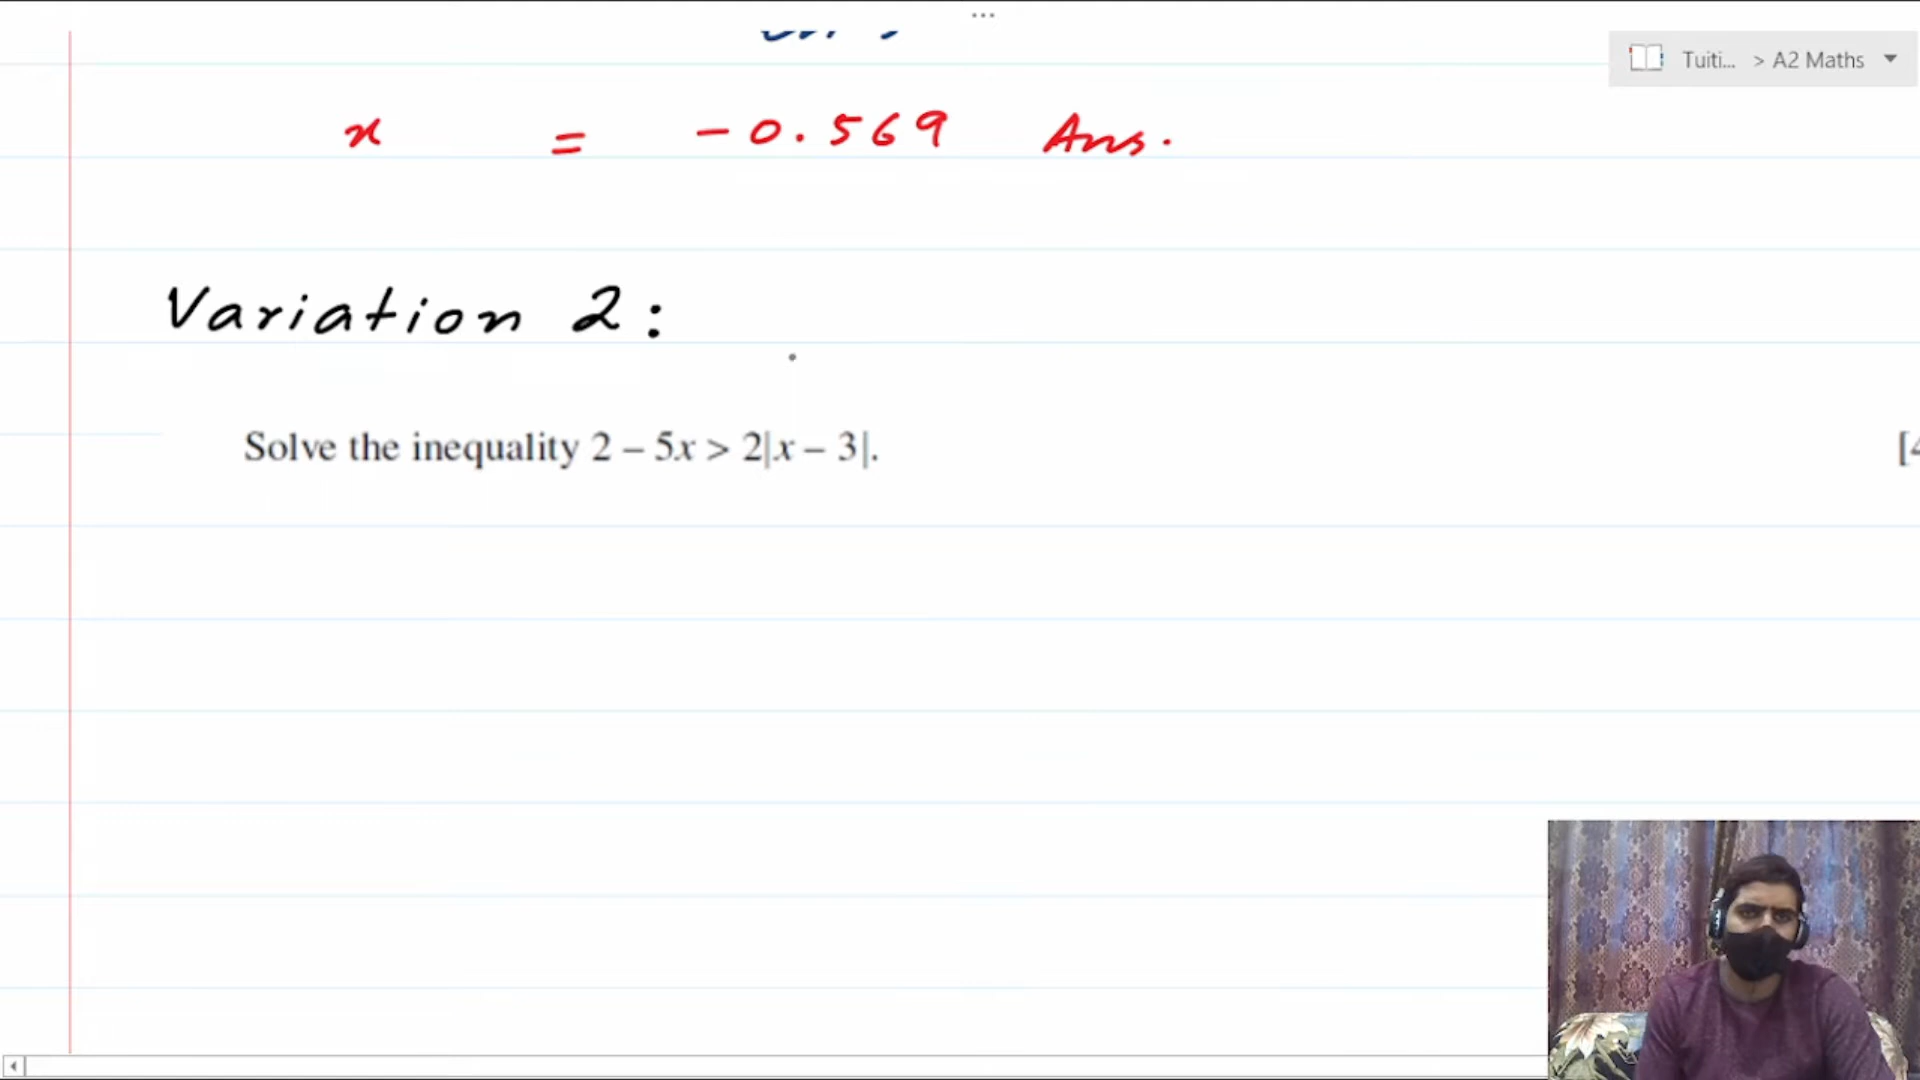 ...
Tuiti... > A2 Maths
x = -0.569 Ans.
Variation 2:
Solve the inequality 2 – 5x > 2|x – 3|.